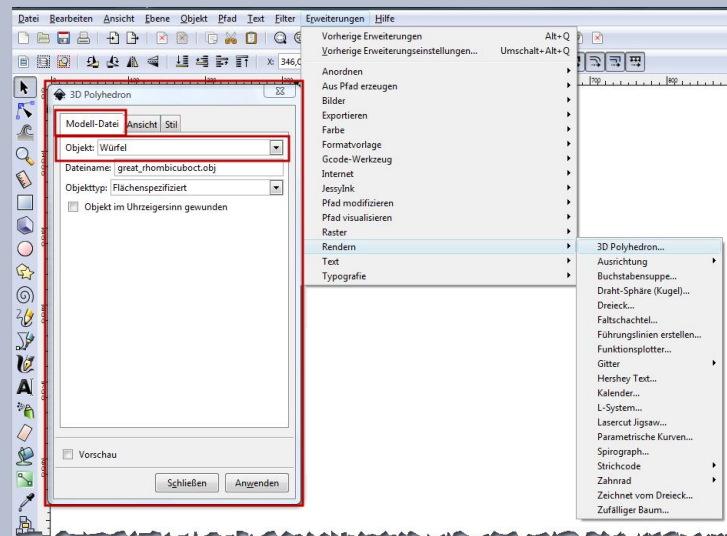 Datei Bearbeiten Ansicht Ebene Objekt Pfad Text Filter Erweiterungen Hilfe
Vorherige Erweiterungen Alt+Q
Vorherige Erweiterungseinstellungen... Umschalt+Alt+Q
X: 346,0
Anordnen
Aus Pfad erzeugen
Bilder
Exportieren
Farbe
Formatvorlage
Gcode-Werkzeug
Internet
JessyInk
Pfad modifizieren
Pfad visualisieren
Raster
Rendern
Text
Typografie
3D Polyhedron
Modell-Datei Ansicht Stil
Objekt: Würfel
Dateiname: great_rhombicuboct.obj
Objekttyp: Flächenspezifiziert
Objekt im Uhrzeigersinn gewunden
Vorschau
Schließen Anwenden
3D Polyhedron...
Ausrichtung
Buchstabensuppe...
Draht-Sphäre (Kugel)...
Dreieck...
Faltschachtel...
Führungslinien erstellen...
Funktionsplotter...
Gitter
Hershey Text...
Kalender...
L-System...
Lasercut Jigsaw...
Parametrische Kurven...
Spirograph...
Strichcode
Zahnrad
Zeichnet vom Dreieck...
Zufälliger Baum...